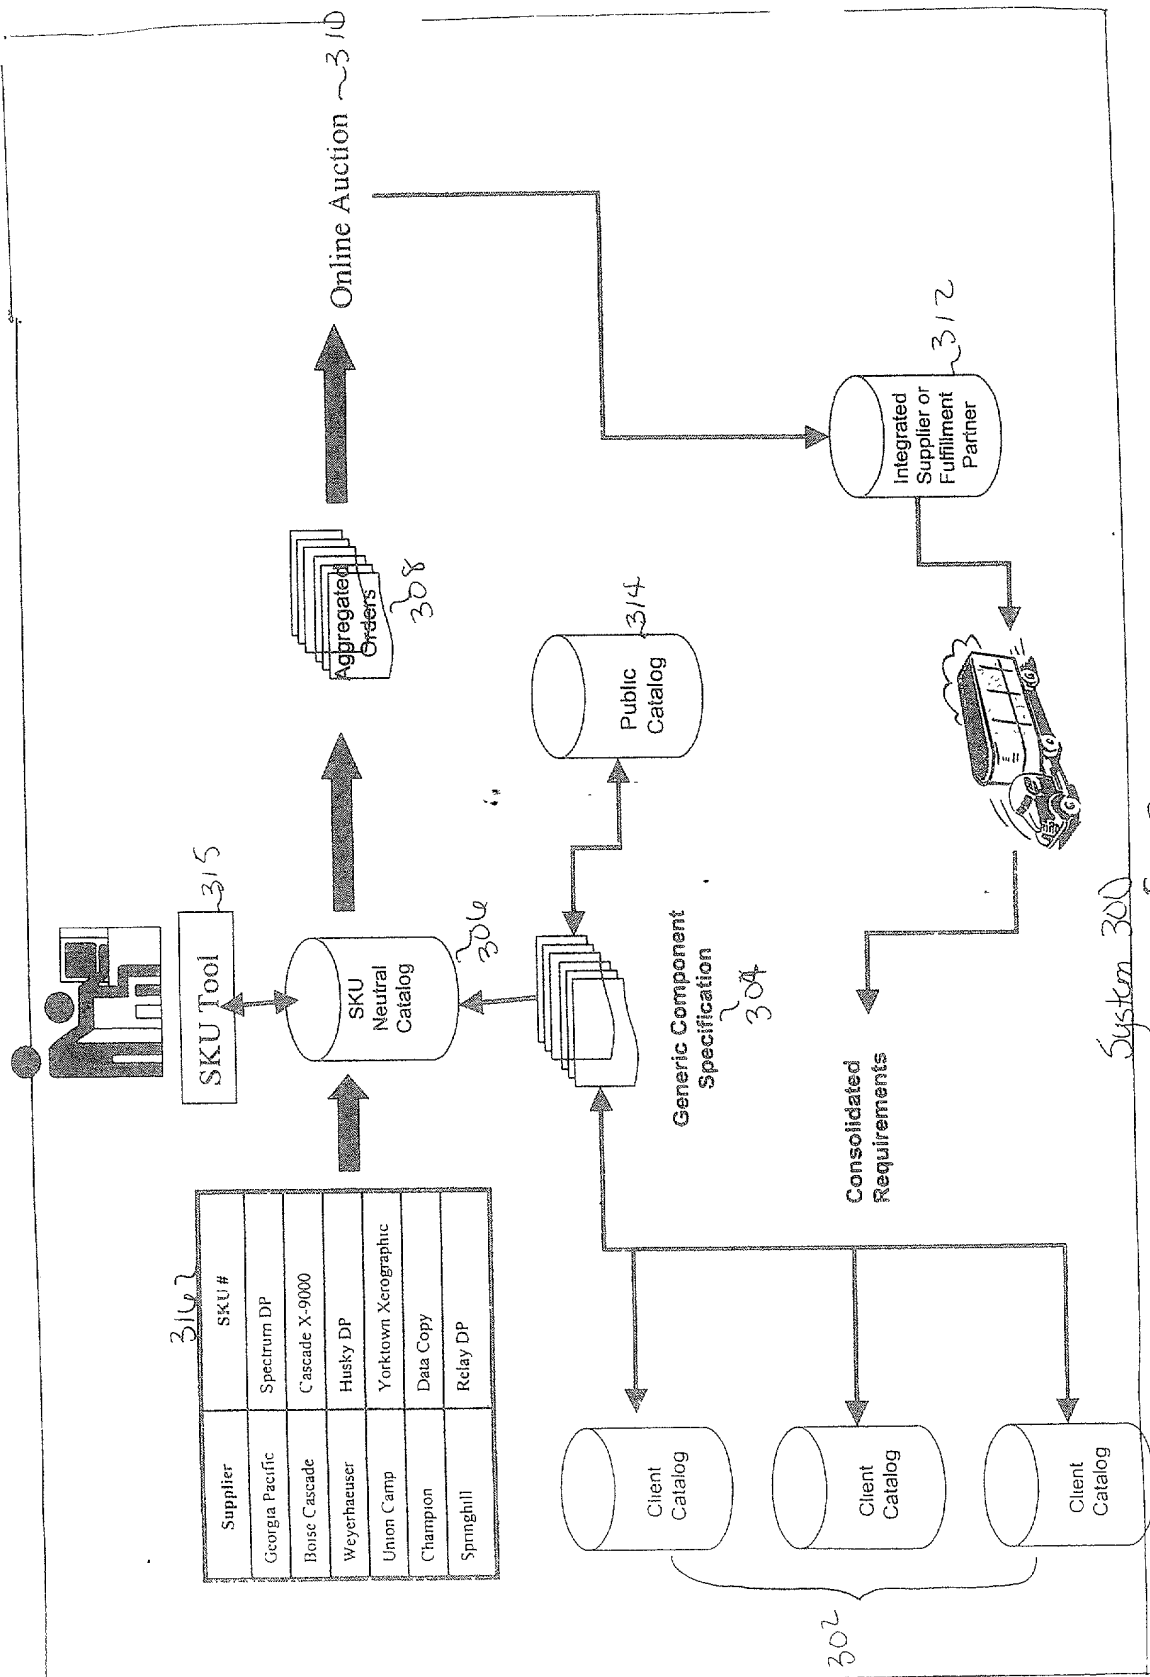 316
Supplier SKU#
Georgia Pacific Spectrum DP
Boise Cascade Cascade X-9000
Weyerhaeuser Husky DP
Union Camp Yorktown Xerographic
Champion Data Copy
Springhill Relay DP
SKU Tool
315
SKU
Neutral
Catalog
306
Aggregated
Orders
308
Online Auction
310
Generic Component
Specification
304
Public
Catalog
314
Client
Catalog
Client
Catalog
Client
Catalog
302
Consolidated
Requirements
Integrated
Supplier or
Fulfillment
Partner
312
System 300